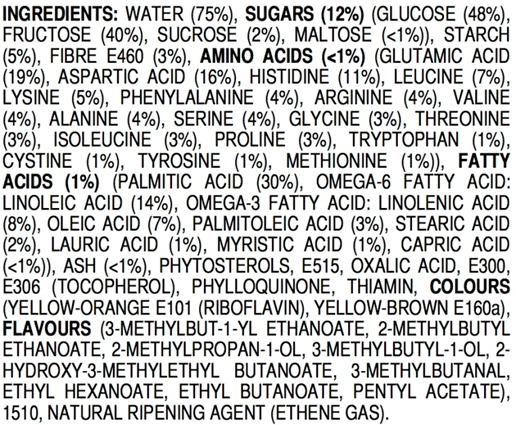 INGREDIENTS: WATER (75%), SUGARS (12%) (GLUCOSE (48%),
FRUCTOSE (40%), SUCROSE (2%), MALTOSE (<1%)), STARCH
(5%), FIBRE E460 (3%), AMINO ACIDS (<1%) (GLUTAMIC ACID
(19%), ASPARTIC ACID (16%), HISTIDINE (11%), LEUCINE (7%),
LYSINE (5%), PHENYLALANINE (4%), ARGININE (4%), VALINE
(4%), ALANINE (4%), SERINE (4%), GLYCINE (3%), THREONINE
(3%), ISOLEUCINE (3%), PROLINE (3%), TRYPTOPHAN (1%),
CYSTINE (1%), TYROSINE (1%), METHIONINE (1%)), FATTY
ACIDS (1%) (PALMITIC ACID (30%), OMEGA-6 FATTY ACID:
LINOLEIC ACID (14%), OMEGA-3 FATTY ACID: LINOLENIC ACID
(8%), OLEIC ACID (7%), PALMITOLEIC ACID (3%), STEARIC ACID
(2%), LAURIC ACID (1%), MYRISTIC ACID (1%), CAPRIC ACID
(<1%)), ASH (<1%), PHYTOSTEROLS, E515, OXALIC ACID, E300,
E306 (TOCOPHEROL), PHYLLOQUINONE, THIAMIN, COLOURS
(YELLOW-ORANGE E101 (RIBOFLAVIN), YELLOW-BROWN E160a),
FLAVOURS (3-METHYLBUT-1-YL ETHANOATE, 2-METHYLBUTYL
ETHANOATE, 2-METHYLPROPAN-1-OL, 3-METHYLBUTYL-1-OL, 2-
HYDROXY-3-METHYLETHYL BUTANOATE, 3-METHYLBUTANAL,
ETHYL HEXANOATE, ETHYL BUTANOATE, PENTYL ACETATE),
1510, NATURAL RIPENING AGENT (ETHENE GAS).